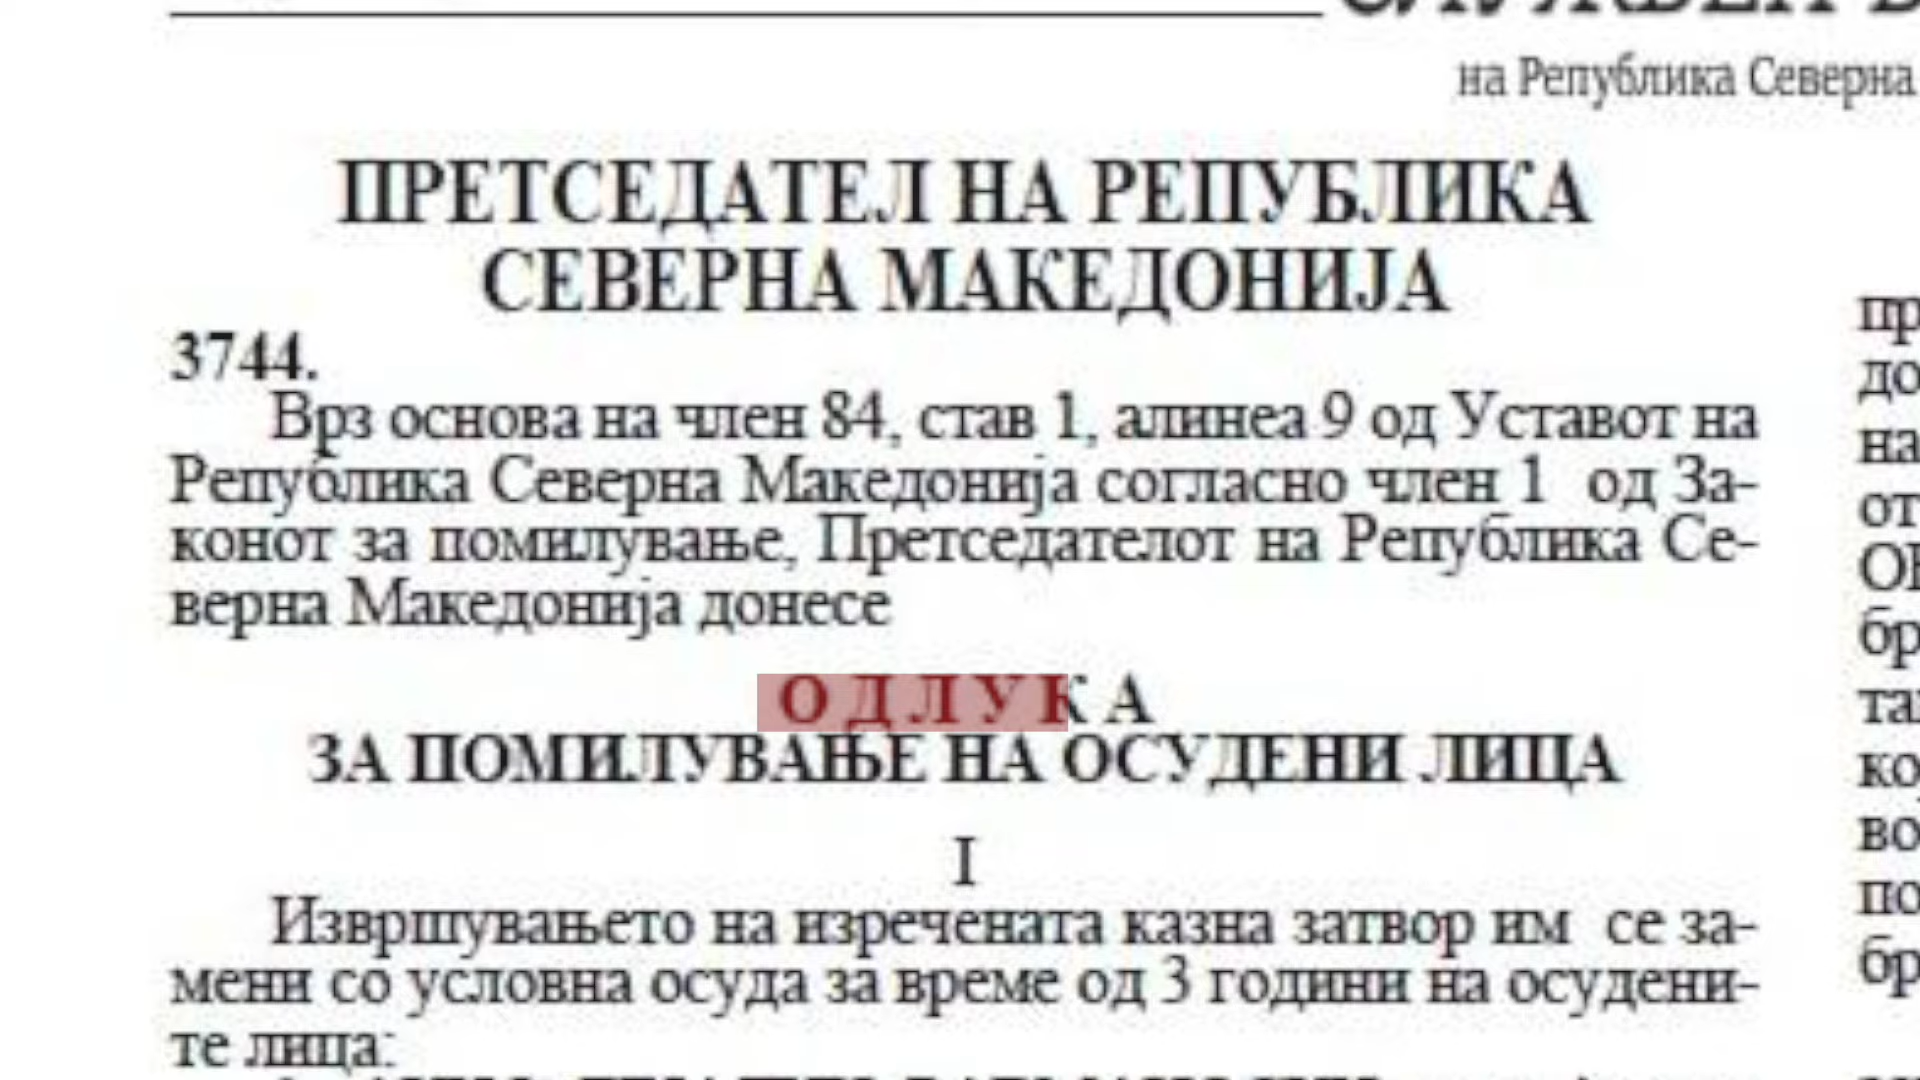 на Република Северна
ПРЕТСЕДАТЕЛ НА РЕПУБЛИКА
СЕВЕРНА МАКЕДОНИЈА
3744.
Врз основа на член 84, став 1, алинеа 9 од Уставот на
Република Северна Македонија согласно член 1 од За-
конот за помилување, Претседателот на Република Се-
верна Македонија донесе
О Д Л У К А
ЗА ПОМИЛУВАЊЕ НА ОСУДЕНИ ЛИЦА
I
Извршувањето на изречената казна затвор им се за-
мени со условна осуда за време од 3 години на осудени-
те лица: